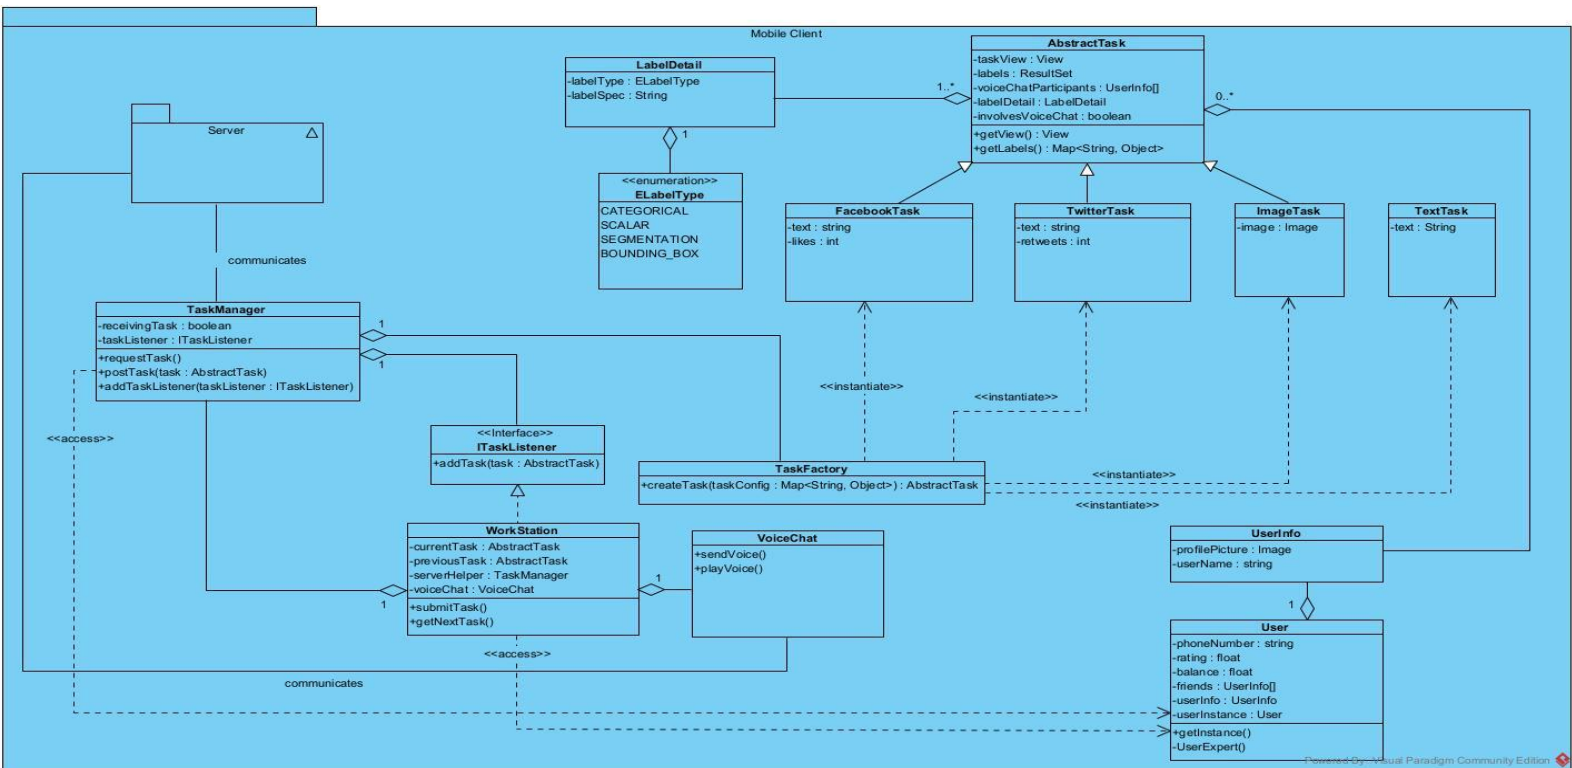 Mobile Client
AbstractTask
-taskView : View
-labels : ResultSet
-voiceChatParticipants : UserInfo[]
-labelDetail : LabelDetail
-involvesVoiceChat : boolean
+getView() : View
+getLabels() : Map<String, Object>
LabelDetail
-labelType : ELabelType
-labelSpec : String
1..*
0..*
1
Server
<<enumeration>>
ELabelType
CATEGORICAL
SCALAR
SEGMENTATION
BOUNDING_BOX
FacebookTask
-text : string
-likes : int
TwitterTask
-text : string
-retweets : int
ImageTask
-image : Image
TextTask
-text : String
communicates
TaskManager
-receivingTask : boolean
-taskListener : ITaskListener
+requestTask()
+postTask(task : AbstractTask)
+addTaskListener(taskListener : ITaskListener)
1
1
<<access>>
<<instantiate>>
<<instantiate>>
<<Interface>>
ITaskListener
+addTask(task : AbstractTask)
TaskFactory
+createTask(taskConfig : Map<String, Object>) : AbstractTask
<<instantiate>>
<<instantiate>>
WorkStation
-currentTask : AbstractTask
-previousTask : AbstractTask
-serverHelper : TaskManager
-voiceChat : VoiceChat
+submitTask()
+getNextTask()
1
1
VoiceChat
+sendVoice()
+playVoice()
UserInfo
-profilePicture : Image
-userName : string
1
<<access>>
communicates
User
-phoneNumber : string
-rating : float
-balance : float
-friends : UserInfo[]
-userInfo : UserInfo
-userInstance : User
+getInstance()
-UserExpert()
Powered By: Visual Paradigm Community Edition